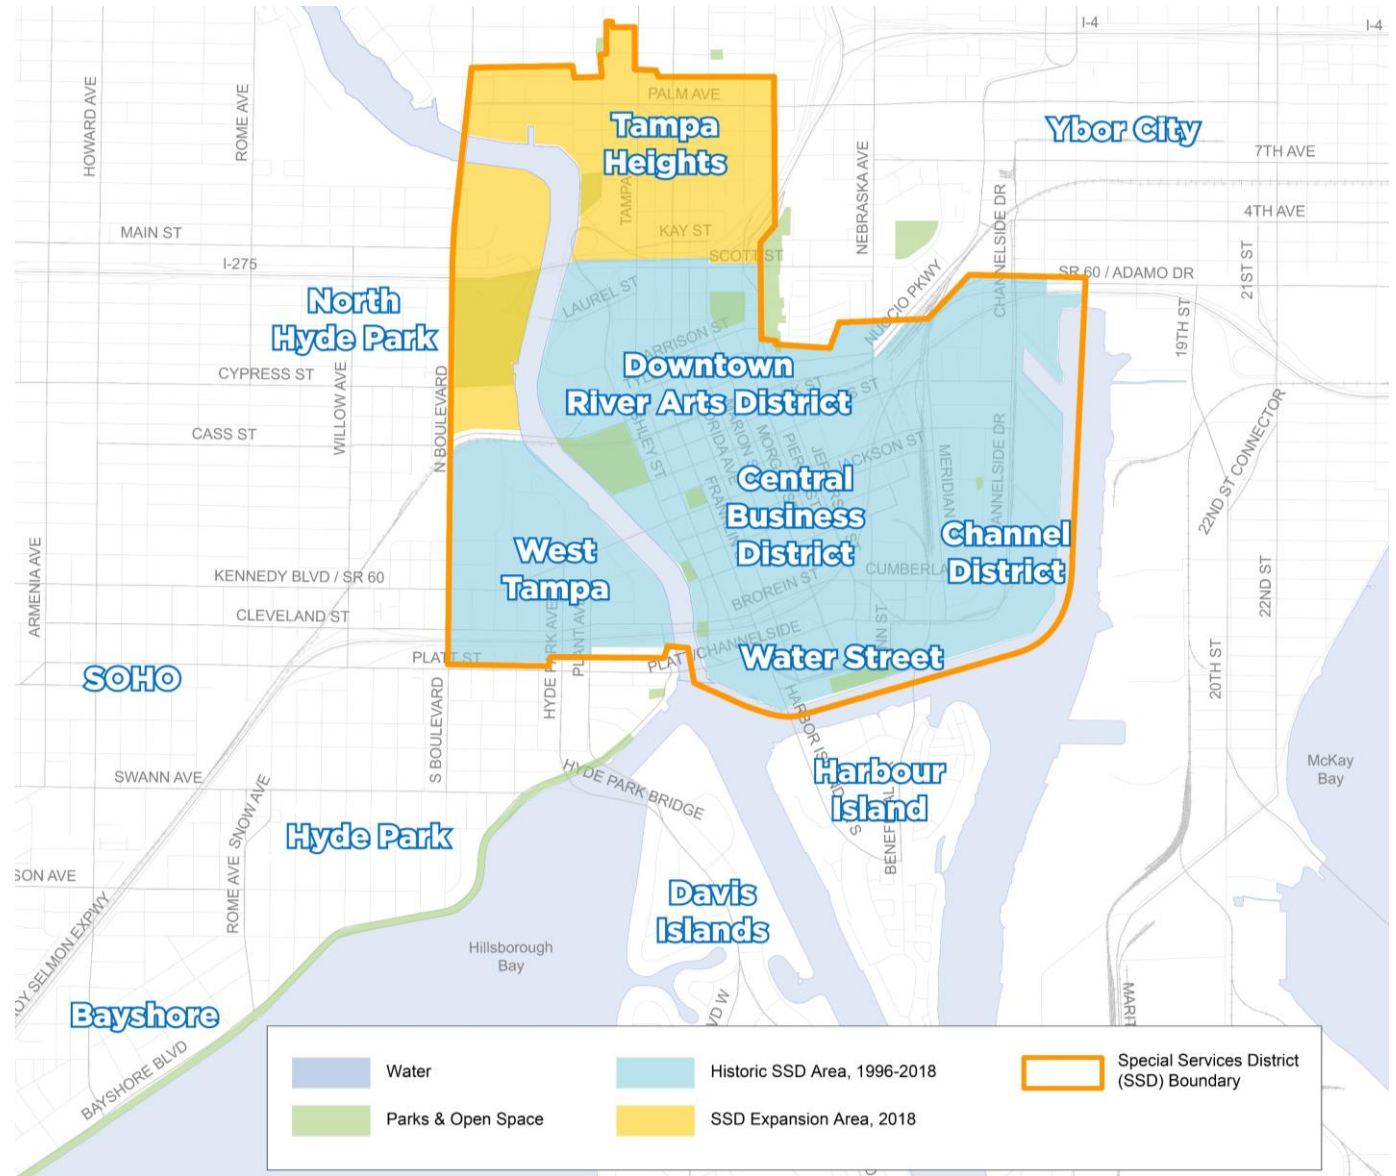 I-4
I-4
HOWARD AVE
ROME AVE
PALM AVE
Tampa
Heights
Ybor City
7TH AVE
NEBRASKA AVE
CHANNELSIDE DR
4TH AVE
MAIN ST
KAY ST
I-275
SCOTT ST
SR 60 / ADAMO DR
21ST ST
NUCCIO PKWY
LAUREL ST
North
Hyde Park
19TH ST
Downtown
River Arts District
CYPRESS ST
WILLOW AVE
N BOULEVARD
CASS ST
JACKSON ST
MERIDIAN
22ND ST CONNECTOR
Central
Business
District
West
Tampa
Channel
District
ARMENIA AVE
KENNEDY BLVD / SR 60
BROREIN ST
22ND ST
CLEVELAND ST
HYDE PARK AVE
PLATT ST
PLATT/CHANNELSIDE
Water Street
SOHO
20TH ST
S BOULEVARD
SWANN AVE
HYDE PARK BRIDGE
Harbour
Island
McKay
Bay
SNOW AVE
Hyde Park
ROME AVE
Davis
Islands
Hillsborough
Bay
Bayshore
BAYSHORE BLVD
Water
Parks & Open Space
Historic SSD Area, 1996-2018
SSD Expansion Area, 2018
Special Services District
(SSD) Boundary